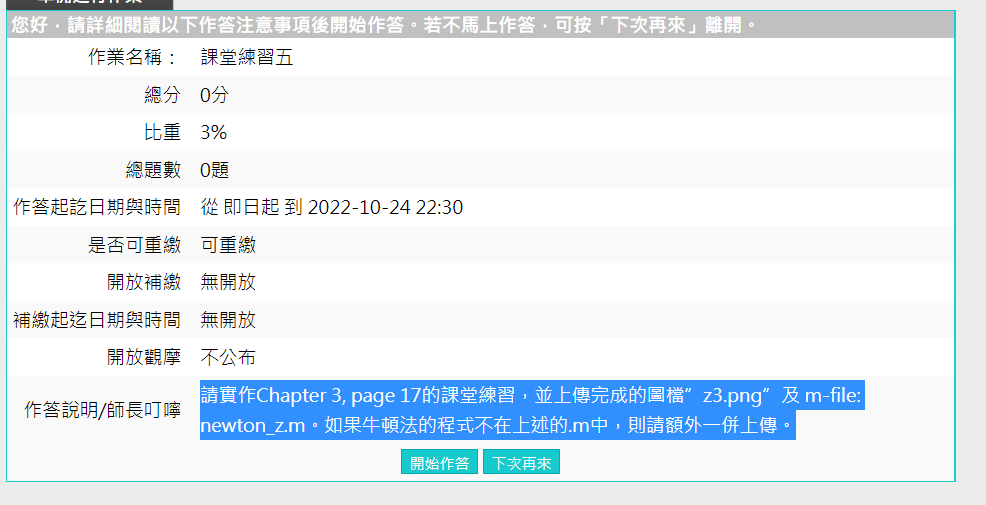 您好，請詳細閱讀以下作答注意事項後開始作答。若不馬上作答，可按「下次再來」離開。
作業名稱： 課堂練習五
總分 0分
比重 3%
總題數 0題
作答起訖日期與時間 從 即日起 到 2022-10-24 22:30
是否可重繳 可重繳
開放補繳 無開放
補繳起迄日期與時間 無開放
開放觀摩 不公布
作答說明/師長叮嚀 請實作Chapter 3, page 17的課堂練習，並上傳完成的圖檔”z3.png”及 m-file:
newton_z.m。如果牛頓法的程式不在上述的.m中，則請額外一併上傳。
開始作答 下次再來